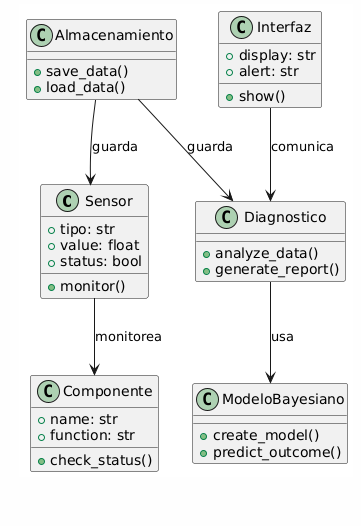 C Almacenamiento
save_data()
load_data()
C Interfaz
display: str
alert: str
show()
guarda
guarda
comunica
C Sensor
tipo: str
value: float
status: bool
monitor()
C Diagnostico
analyze_data()
generate_report()
monitorea
usa
C Componente
name: str
function: str
check_status()
C ModeloBayesiano
create_model()
predict_outcome()